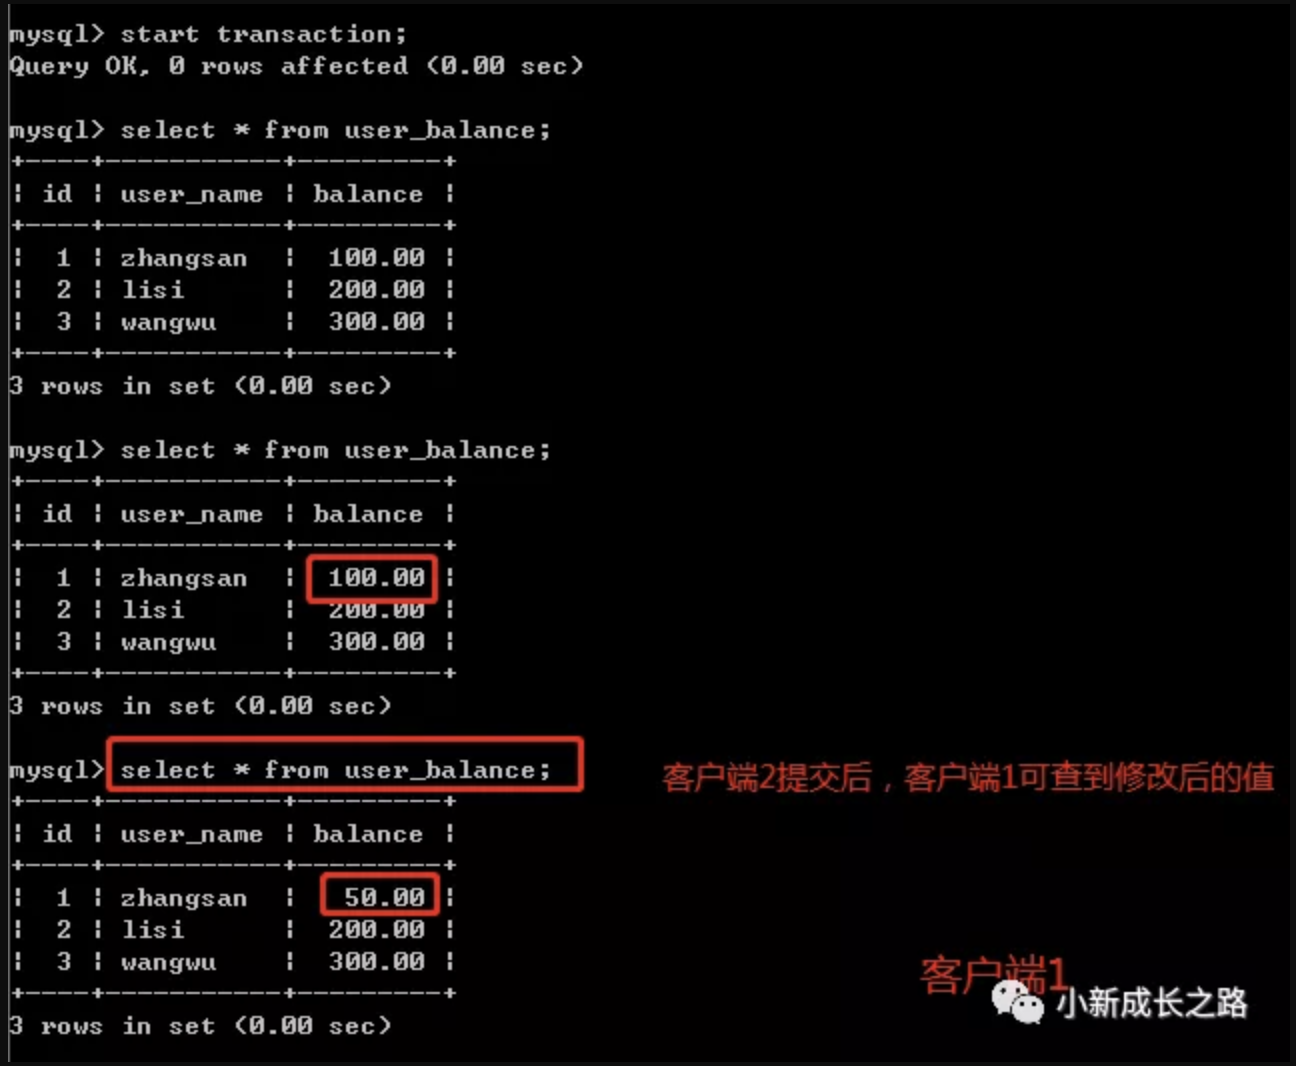 mysql> start transaction;
Query OK, 0 rows affected (0.00 sec)
mysql> select * from user_balance;
+----+-----------+---------+
| id | user_name | balance |
+----+-----------+---------+
|  1 | zhangsan  |  100.00 |
|  2 | lisi      |  200.00 |
|  3 | wangwu    |  300.00 |
+----+-----------+---------+
3 rows in set (0.00 sec)
mysql> select * from user_balance;
+----+-----------+---------+
| id | user_name | balance |
+----+-----------+---------+
|  1 | zhangsan  |  100.00 |
|  2 | lisi      |  200.00 |
|  3 | wangwu    |  300.00 |
+----+-----------+---------+
3 rows in set (0.00 sec)
mysql> select * from user_balance;
客户端2提交后，客户端1可查到修改后的值
+----+-----------+---------+
| id | user_name | balance |
+----+-----------+---------+
|  1 | zhangsan  |   50.00 |
|  2 | lisi      |  200.00 |
|  3 | wangwu    |  300.00 |
+----+-----------+---------+
客户端1
小新成长之路
3 rows in set (0.00 sec)